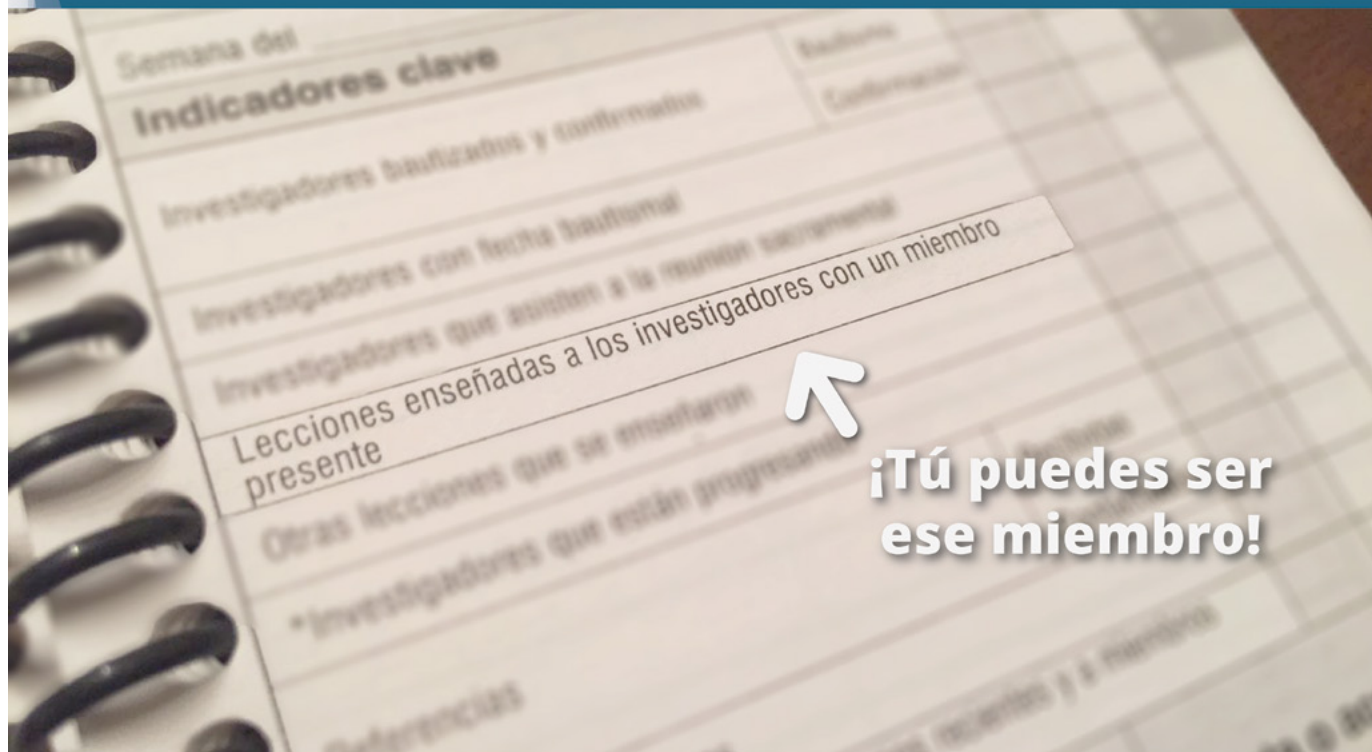 Semana del
Indicadores clave
Bautismo
Confirmación
Investigadores bautizados y confirmados
Investigadores con fecha bautismal
Investigadores que asisten a la reunión sacramental
Lecciones enseñadas a los investigadores con un miembro
presente
Otras lecciones que se enseñaron
*Investigadores que están progresando
Referencias
recientes y a miembros
¡Tú puedes ser
ese miembro!